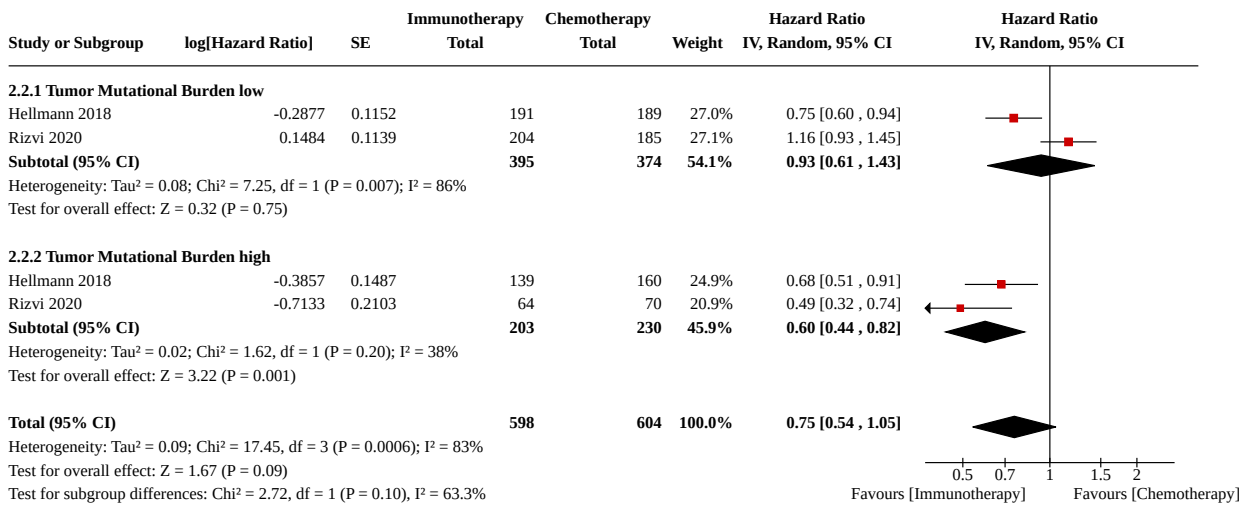 Immunotherapy Chemotherapy Hazard Ratio Hazard Ratio
Study or Subgroup log[Hazard Ratio] SE Total Total Weight IV, Random, 95% CI IV, Random, 95% CI
2.2.1 Tumor Mutational Burden low
Hellmann 2018 -0.2877 0.1152 191 189 27.0% 0.75 [0.60 , 0.94]
Rizvi 2020 0.1484 0.1139 204 185 27.1% 1.16 [0.93 , 1.45]
Subtotal (95% CI) 395 374 54.1% 0.93 [0.61 , 1.43]
Heterogeneity: Tau² = 0.08; Chi² = 7.25, df = 1 (P = 0.007); I² = 86%
Test for overall effect: Z = 0.32 (P = 0.75)
2.2.2 Tumor Mutational Burden high
Hellmann 2018 -0.3857 0.1487 139 160 24.9% 0.68 [0.51 , 0.91]
Rizvi 2020 -0.7133 0.2103 64 70 20.9% 0.49 [0.32 , 0.74]
Subtotal (95% CI) 203 230 45.9% 0.60 [0.44 , 0.82]
Heterogeneity: Tau² = 0.02; Chi² = 1.62, df = 1 (P = 0.20); I² = 38%
Test for overall effect: Z = 3.22 (P = 0.001)
Total (95% CI) 598 604 100.0% 0.75 [0.54 , 1.05]
Heterogeneity: Tau² = 0.09; Chi² = 17.45, df = 3 (P = 0.0006); I² = 83%
Test for overall effect: Z = 1.67 (P = 0.09) 0.5 0.7 1 1.5 2
Test for subgroup differences: Chi² = 2.72, df = 1 (P = 0.10), I² = 63.3% Favours [Immunotherapy] Favours [Chemotherapy]